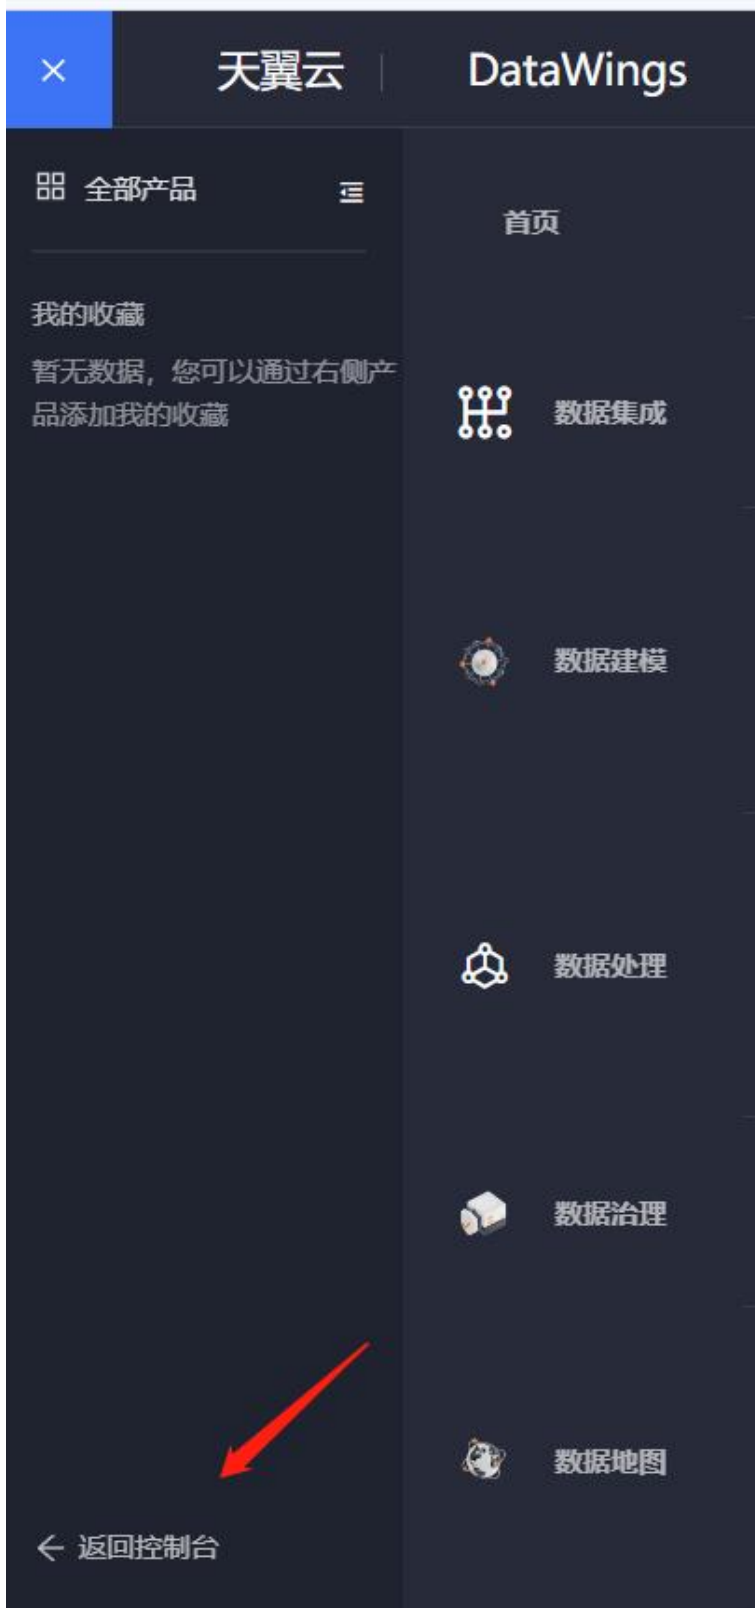 天翼云
DataWings
全部产品
首页
我的收藏
暂无数据，您可以通过右侧产
品添加我的收藏
数据集成
数据建模
数据处理
数据治理
数据地图
返回控制台